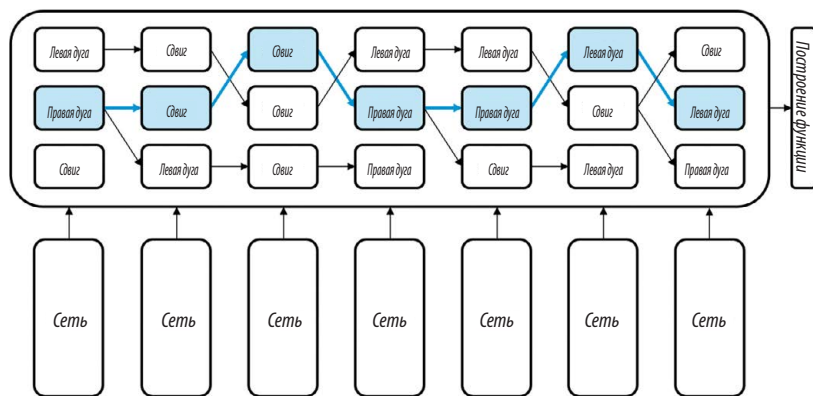 Левая дуга Сдвиг Сдвиг Левая дуга Левая дуга Левая дуга Сдвиг
Правая дуга Сдвиг Сдвиг Правая дуга Правая дуга Сдвиг Левая дуга
Сдвиг Левая дуга Сдвиг Правая дуга Сдвиг Левая дуга Правая дуга
Построение функции
Сеть Сеть Сеть Сеть Сеть Сеть Сеть